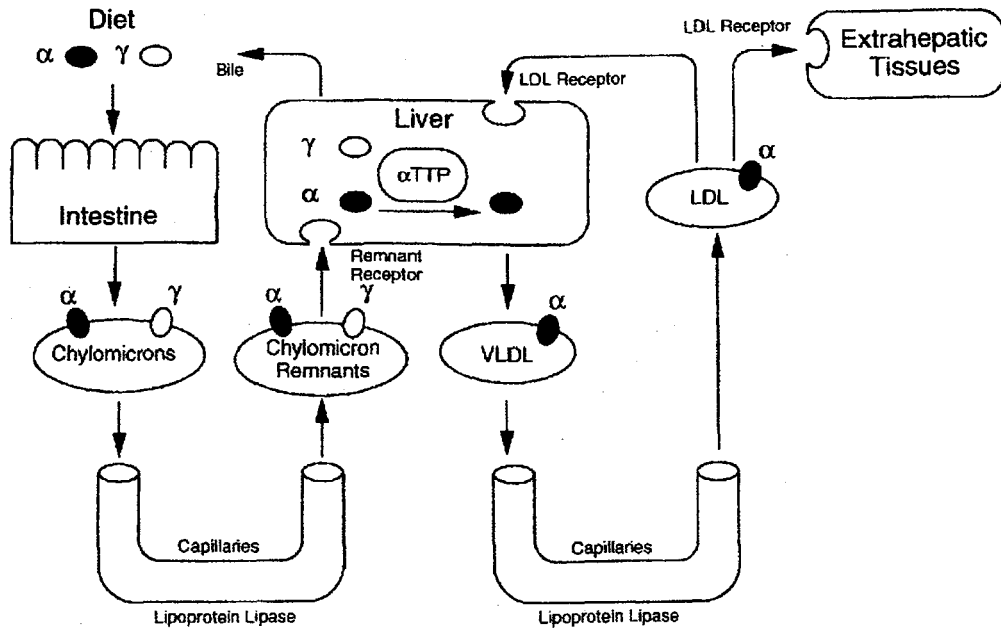 Diet
α γ
Intestine
α γ
Chylomicrons
Capillaries
Lipoprotein Lipase
α γ
Chylomicron
Remnants
Remnant
Receptor
Bile
Liver
γ
α
αTTP
LDL Receptor
α
VLDL
Capillaries
Lipoprotein Lipase
α
LDL
LDL Receptor
Extrahepatic
Tissues